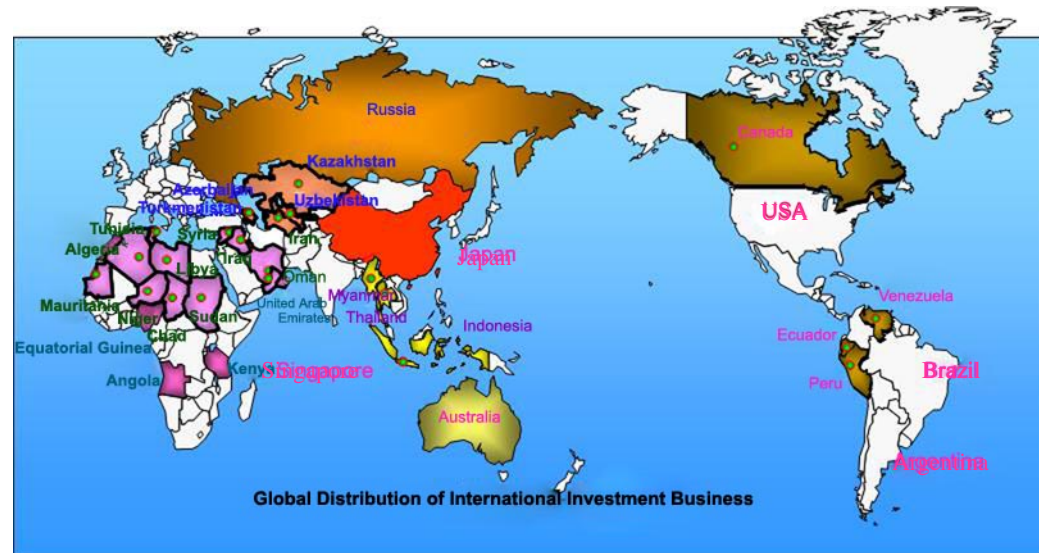 Russia
Canada
Kazakhstan
Azerbaijan
Uzbekistan
Turkmenistan
USA
Tunisia
Syria
Iran
Algeria
Iraq
Japan
Libya
Oman
Myanmar
Mauritania
Niger
Sudan
United Arab
Emirates
Venezuela
Thailand
Chad
Indonesia
Ecuador
Equatorial Guinea
Angola
Kenya
Singapore
Brazil
Peru
Australia
Argentina
Global Distribution of International Investment Business